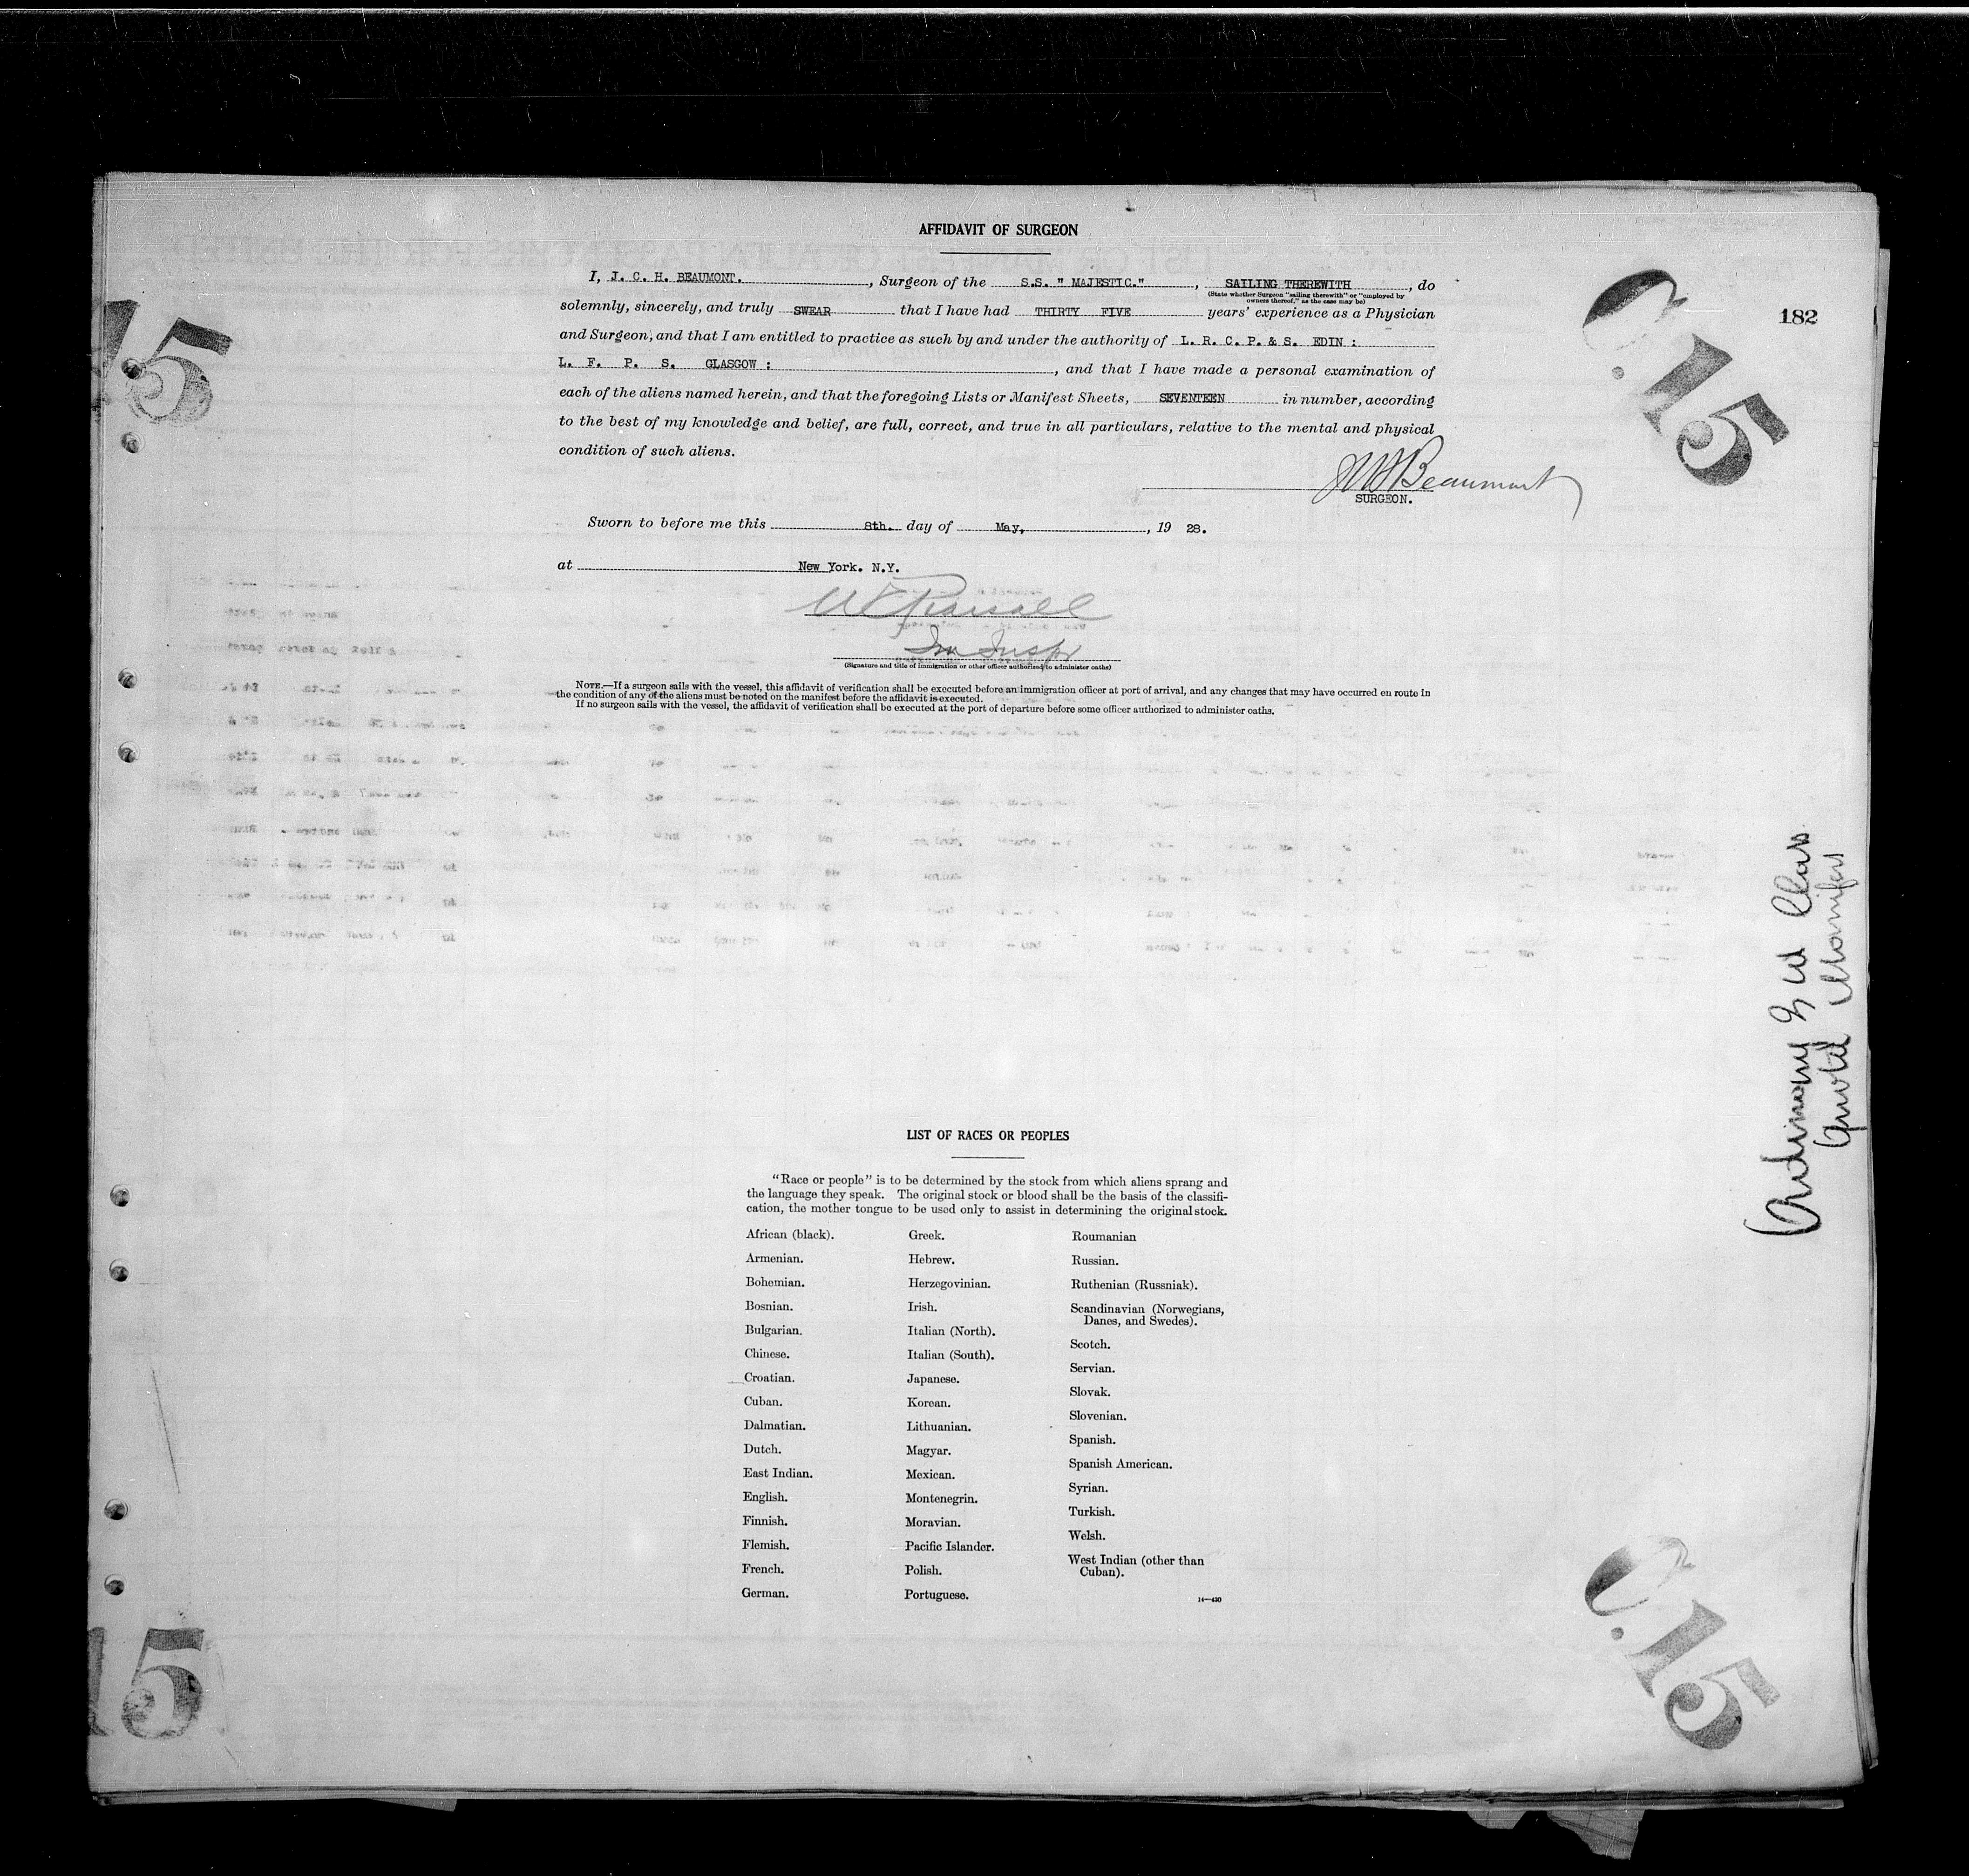 AFFIDAVIT OF SURGEON
I, J. C. H. BEAUMONT. , Surgeon of the S.S. " MAJESTIC." , SAILING THEREWITH , do
(State whether Surgeon "sailing therewith" or "employed by
owners thereof," as the case may be)
solemnly, sincerely, and truly SWEAR that I have had THIRTY FIVE years' experience as a Physician
182
and Surgeon, and that I am entitled to practice as such by and under the authority of L. R. C. P. & S. EDIN :
L. F. P. S. GLASGOW : , and that I have made a personal examination of
each of the aliens named herein, and that the foregoing Lists or Manifest Sheets, SEVENTEEN in number, according
to the best of my knowledge and belief, are full, correct, and true in all particulars, relative to the mental and physical
condition of such aliens.
Beaumont
SURGEON.
Sworn to before me this 8th. day of May, , 19 28.
at New York. N.Y.
Im Inspr
(Signature and title of immigration or other officer authorized to administer oaths)
NOTE.—If a surgeon sails with the vessel, this affidavit of verification shall be executed before an immigration officer at port of arrival, and any changes that may have occurred en route in
the condition of any of the aliens must be noted on the manifest before the affidavit is executed.
If no surgeon sails with the vessel, the affidavit of verification shall be executed at the port of departure before some officer authorized to administer oaths.
15
C.15
Class
LIST OF RACES OR PEOPLES
"Race or people" is to be determined by the stock from which aliens sprang and
the language they speak. The original stock or blood shall be the basis of the classifi-
cation, the mother tongue to be used only to assist in determining the original stock.
African (black).
Armenian.
Bohemian.
Bosnian.
Bulgarian.
Chinese.
Croatian.
Cuban.
Dalmatian.
Dutch.
East Indian.
English.
Finnish.
Flemish.
French.
German.
Greek.
Hebrew.
Herzegovinian.
Irish.
Italian (North).
Italian (South).
Japanese.
Korean.
Lithuanian.
Magyar.
Mexican.
Montenegrin.
Moravian.
Pacific Islander.
Polish.
Portuguese.
Roumanian
Russian.
Ruthenian (Russniak).
Scandinavian (Norwegians,
Danes, and Swedes).
Scotch.
Servian.
Slovak.
Slovenian.
Spanish.
Spanish American.
Syrian.
Turkish.
Welsh.
West Indian (other than
Cuban).
14—430
15
C.15